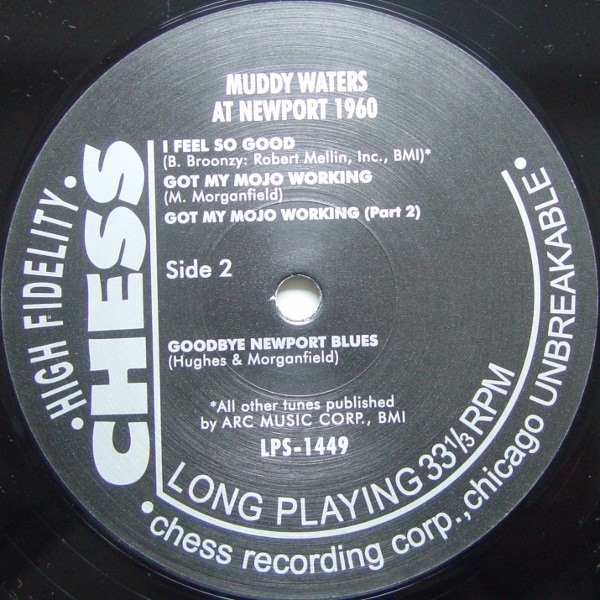 MUDDY WATERS
AT NEWPORT 1960
I FEEL SO GOOD
(B. Broonzy: Robert Mellin, Inc., BMI)*
GOT MY MOJO WORKING
(M. Morganfield)
GOT MY MOJO WORKING (Part 2)
Side 2
GOODBYE NEWPORT BLUES
(Hughes & Morganfield)
*All other tunes published
by ARC MUSIC CORP., BMI
LPS-1449
• HIGH FIDELITY •
CHESS
LONG PLAYING 33 1/3 RPM
• chess recording corp., chicago UNBREAKABLE •